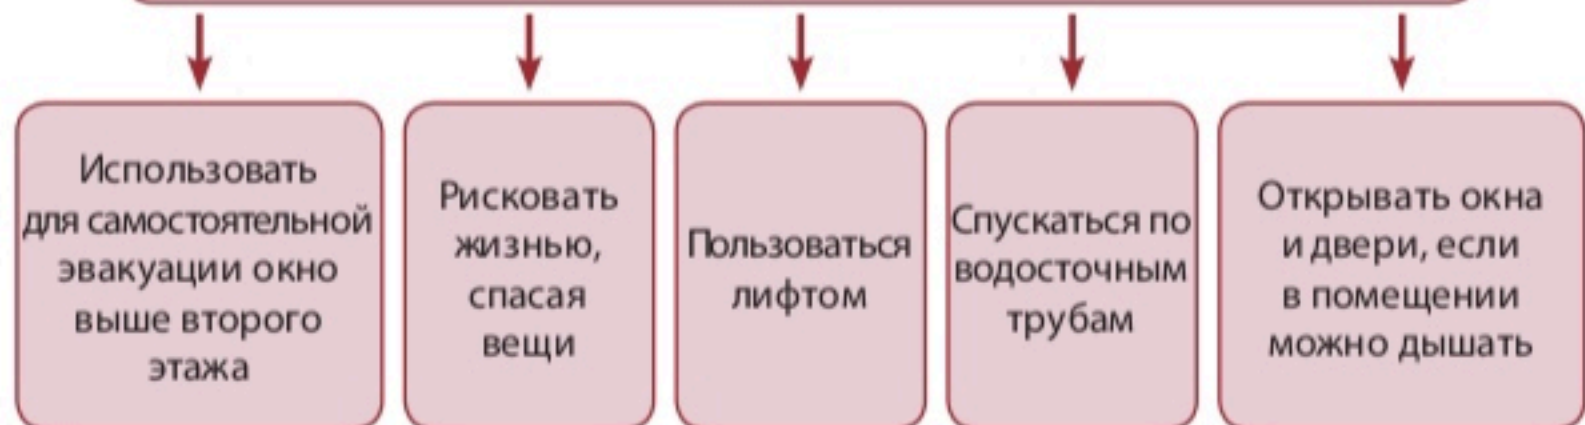 Использовать
для самостоятельной
эвакуации окно
выше второго
этажа
Рисковать
жизнью,
спасая
вещи
Пользоваться
лифтом
Спускаться по
водосточным
трубам
Открывать окна
и двери, если
в помещении
можно дышать